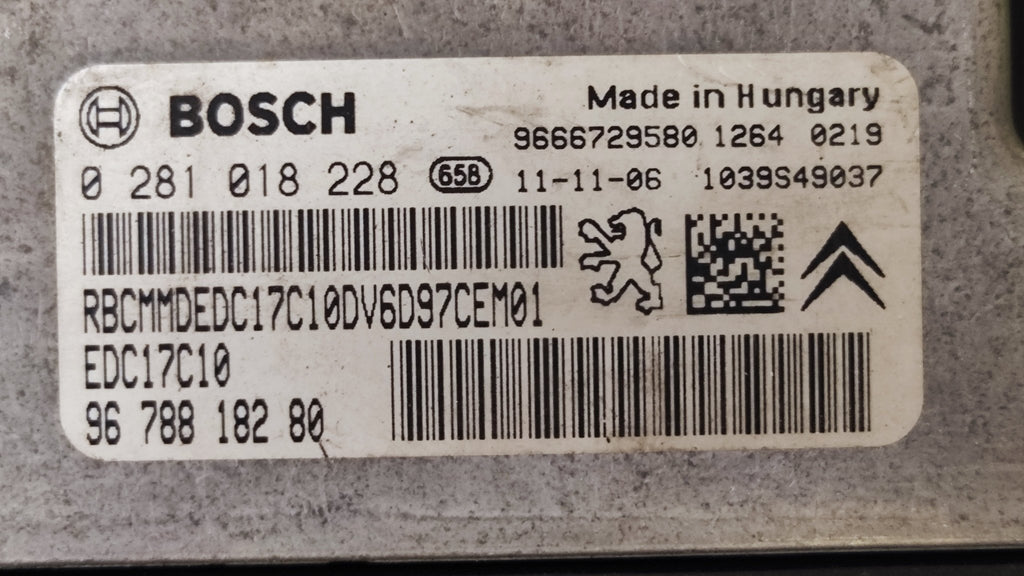 BOSCH
Made in Hungary
9666729580 1264 0219
0 281 018 228 658 11-11-06 1039S49037
RBCMMDEDC17C10DV6D97CEM01
EDC17C10
96 788 182 80